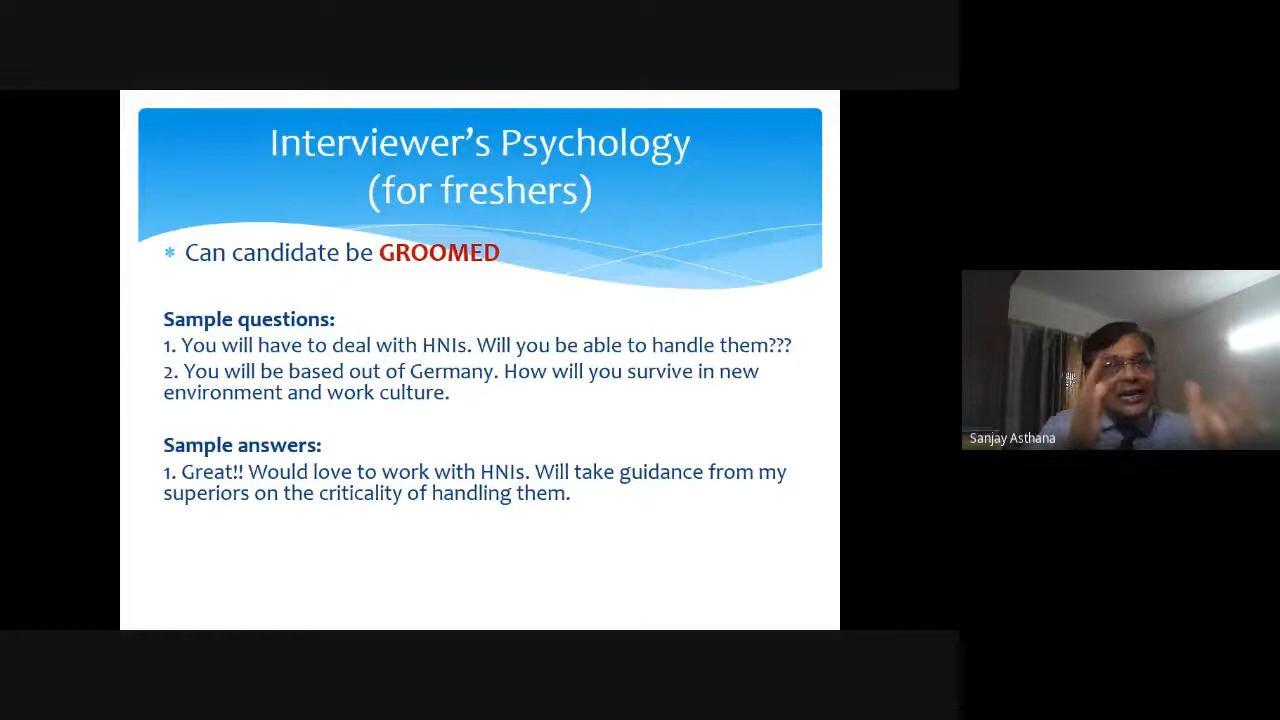 Interviewer’s Psychology
(for freshers)
* Can candidate be GROOMED
Sample questions:
1. You will have to deal with HNIs. Will you be able to handle them???
2. You will be based out of Germany. How will you survive in new
environment and work culture.
Sample answers:
1. Great!! Would love to work with HNIs. Will take guidance from my
superiors on the criticality of handling them.
Sanjay Asthana